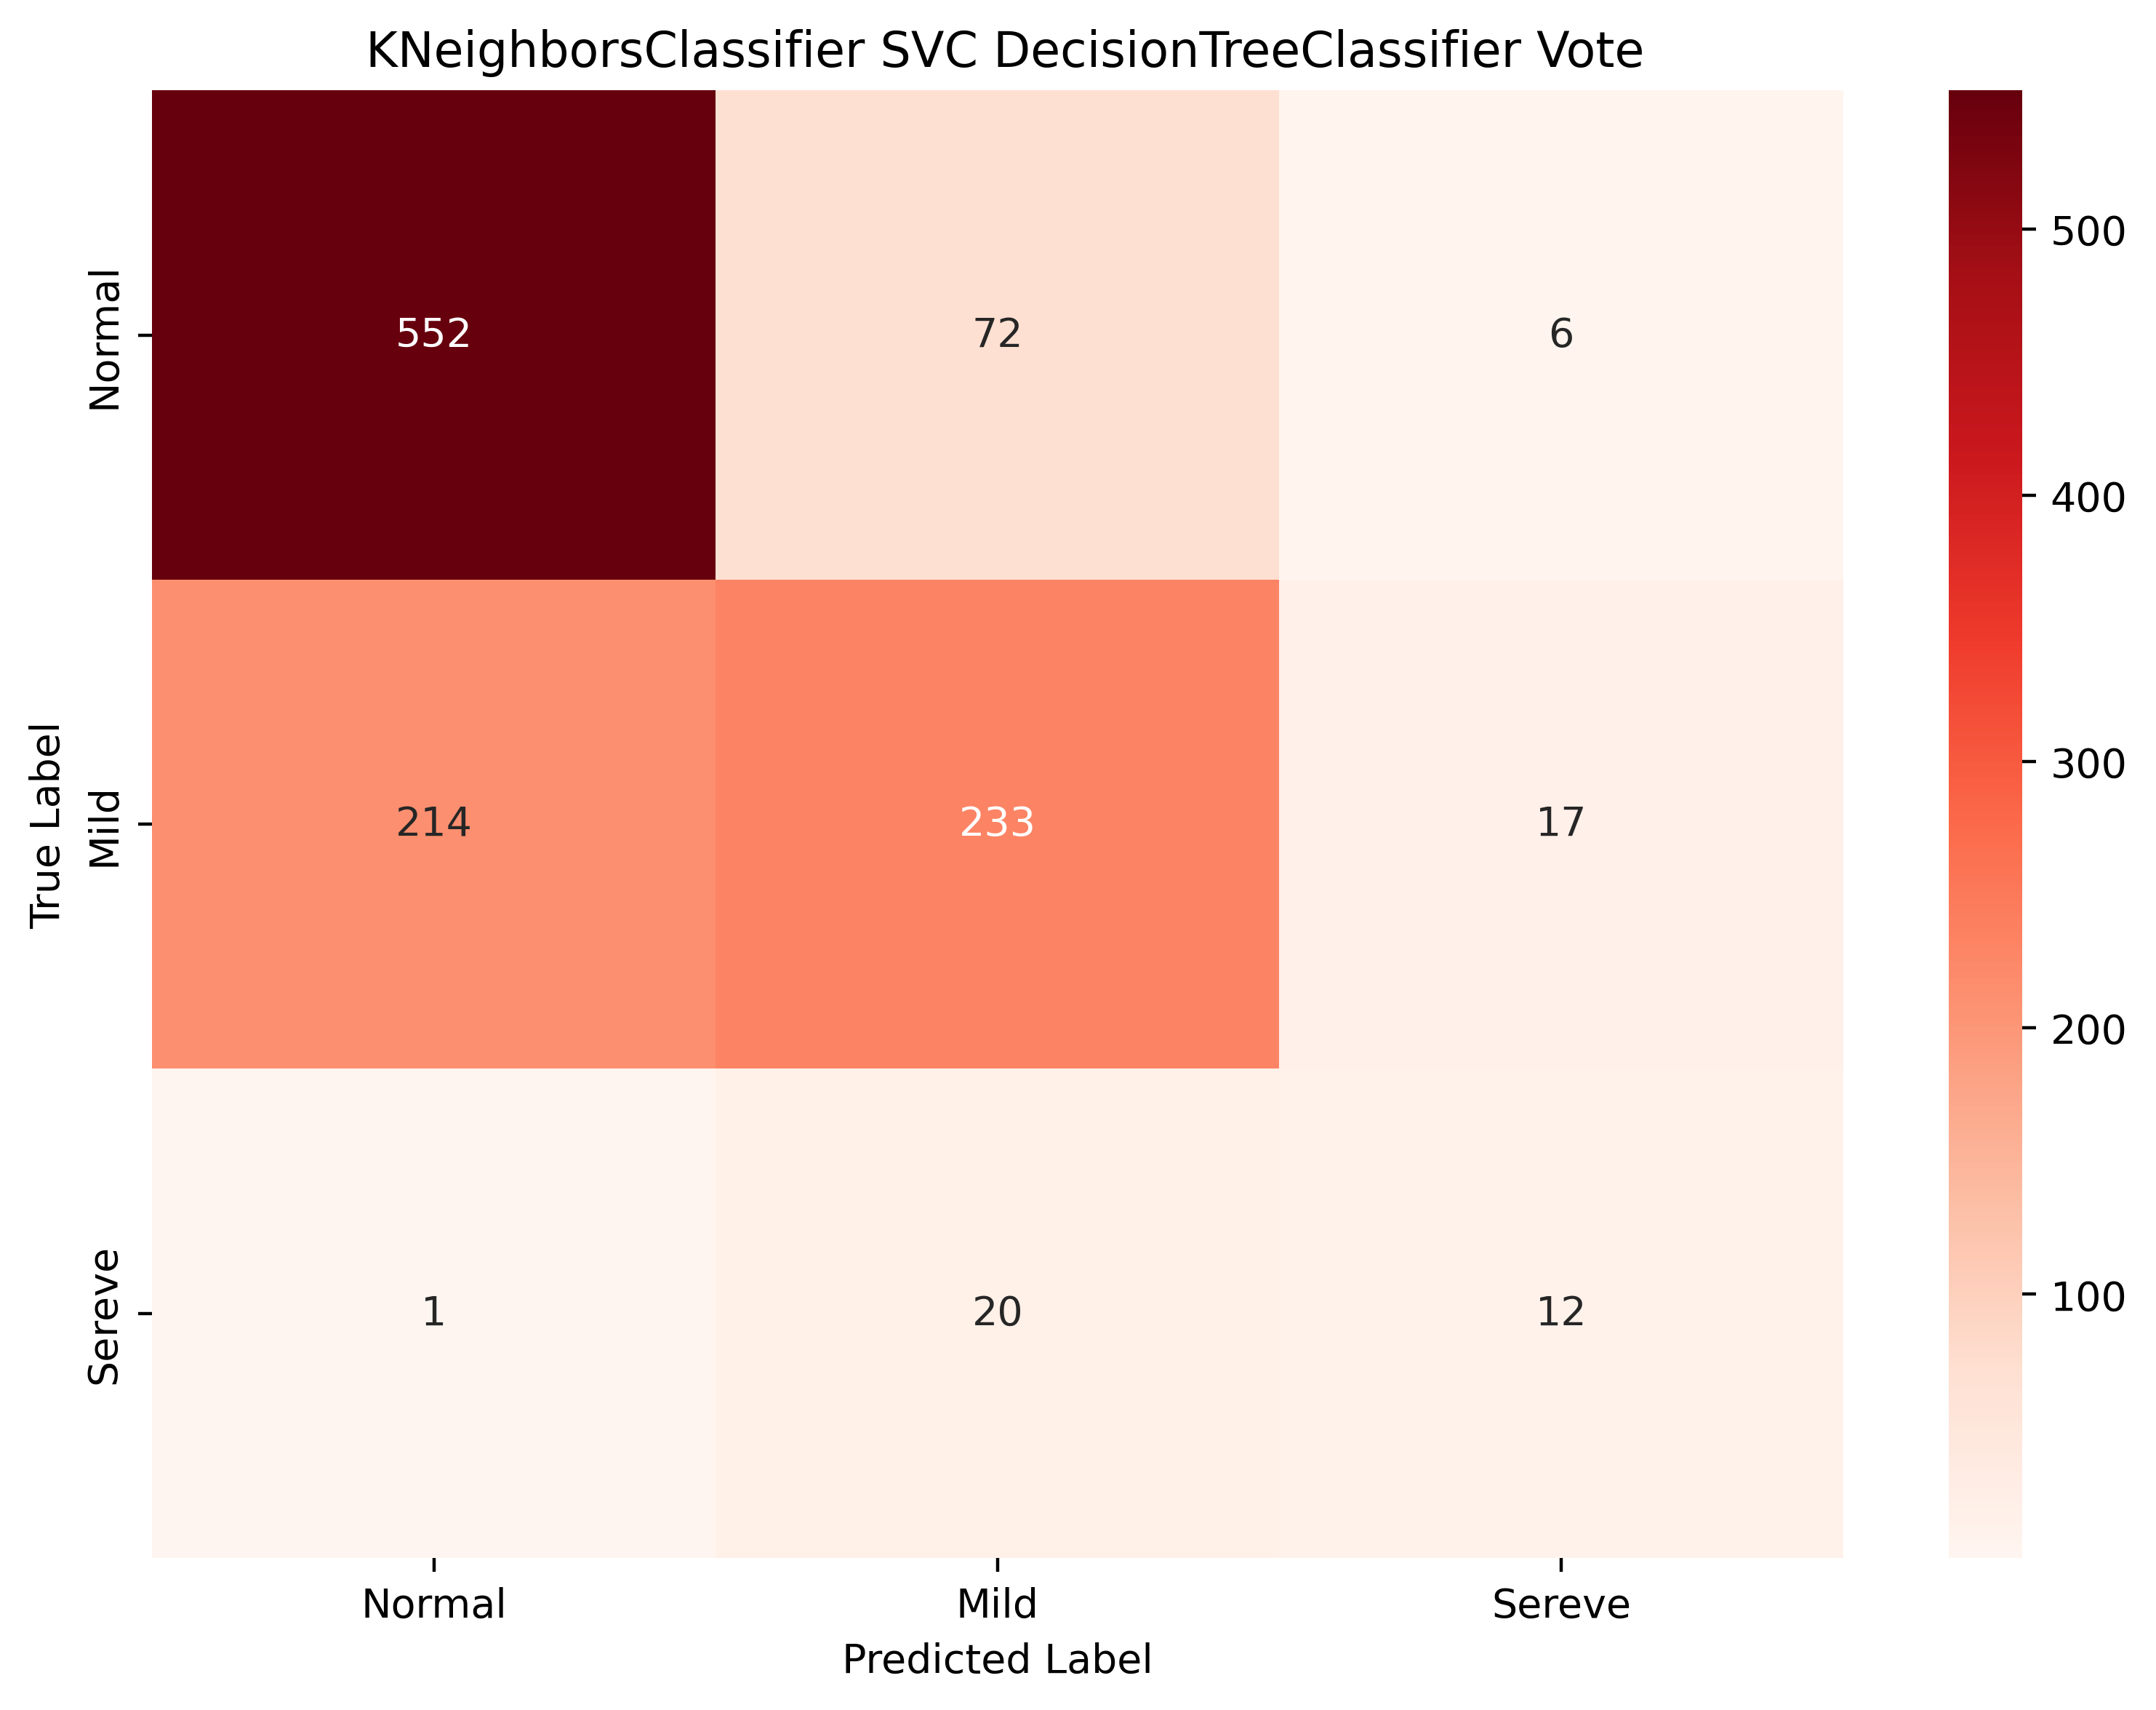 KNeighborsClassifier SVC DecisionTreeClassifier Vote
True Label
Normal
552 72 6
Mild
214 233 17
Sereve
1 20 12
Normal Mild Sereve
Predicted Label
500
400
300
200
100